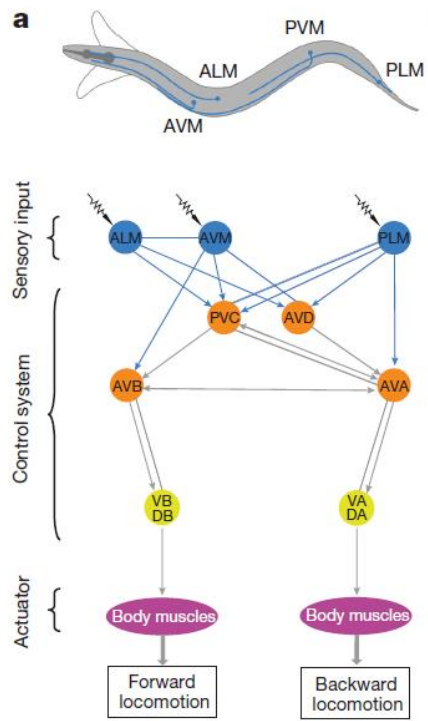 a
PVM
ALM
PLM
AVM
Sensory input
ALM
AVM
PLM
Control system
PVC
AVD
AVB
AVA
VB
DB
VA
DA
Actuator
Body muscles
Body muscles
Forward
locomotion
Backward
locomotion